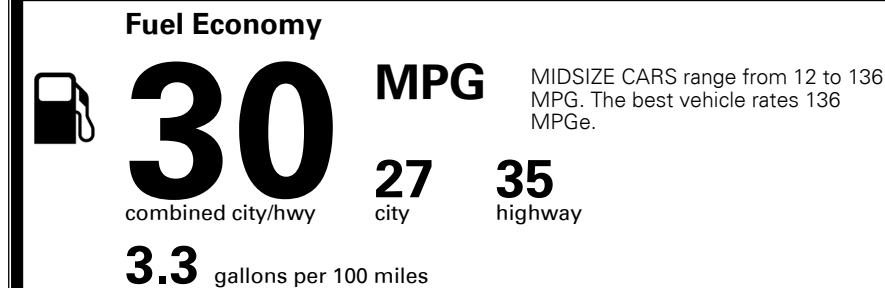 Fuel Economy
30
MPG
MIDSIZE CARS range from 12 to 136
MPG. The best vehicle rates 136
MPGe.
27 35
combined city/hwy city highway
3.3 gallons per 100 miles